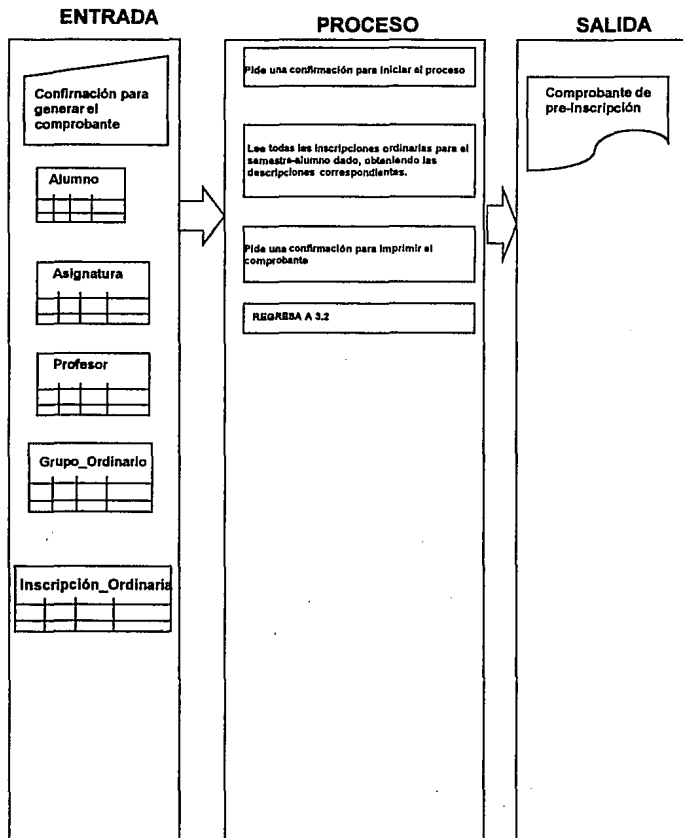 ENTRADA
Confirmación para
generar el
comprobante
Alumno
Asignatura
Profesor
Grupo_Ordinario
Inscripción_Ordinaria
PROCESO
Pide una confirmación para iniciar el proceso
Lee todas las inscripciones ordinarias para el
semestre-alumno dado, obteniendo las
descripciones correspondientes.
Pide una confirmación para imprimir el
comprobante
REGRESA A 3.2
SALIDA
Comprobante de
pre-inscripción